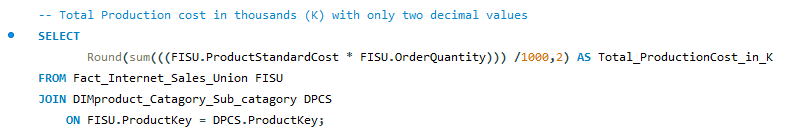 -- Total Production cost in thousands (K) with only two decimal values
SELECT
Round(sum(((FISU.ProductStandardCost * FISU.OrderQuantity))) /1000,2) AS Total_ProductionCost_in_K
FROM Fact_Internet_Sales_Union FISU
JOIN DIMproduct_Catagory_Sub_catagory DPCS
ON FISU.ProductKey = DPCS.ProductKey;